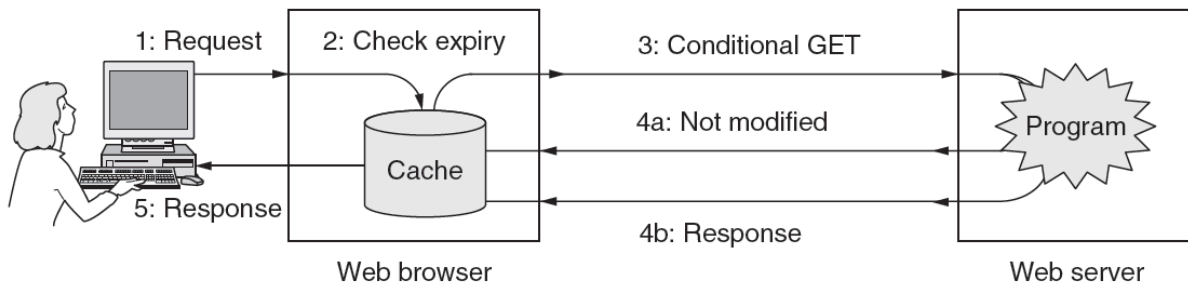 1: Request
2: Check expiry
3: Conditional GET
4a: Not modified
Program
Cache
5: Response
4b: Response
Web browser
Web server